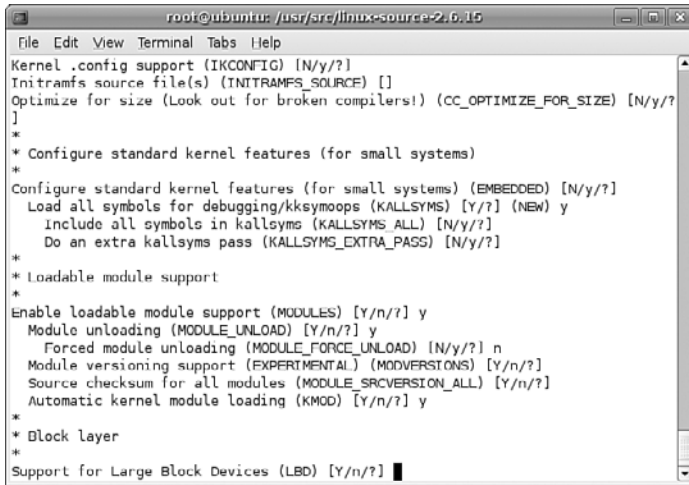 root@ubuntu: /usr/src/linux-source-2.6.15
File Edit View Terminal Tabs Help
Kernel .config support (IKCONFIG) [N/y/?]
Initramfs source file(s) (INITRAMFS_SOURCE) []
Optimize for size (Look out for broken compilers!) (CC_OPTIMIZE_FOR_SIZE) [N/y/?
]
*
* Configure standard kernel features (for small systems)
*
Configure standard kernel features (for small systems) (EMBEDDED) [N/y/?]
Load all symbols for debugging/kksymoops (KALLSYMS) [Y/?] (NEW) y
Include all symbols in kallsyms (KALLSYMS_ALL) [N/y/?]
Do an extra kallsyms pass (KALLSYMS_EXTRA_PASS) [N/y/?]
*
* Loadable module support
*
Enable loadable module support (MODULES) [Y/n/?] y
Module unloading (MODULE_UNLOAD) [Y/n/?] y
Forced module unloading (MODULE_FORCE_UNLOAD) [N/y/?] n
Module versioning support (EXPERIMENTAL) (MODVERSIONS) [Y/n/?]
Source checksum for all modules (MODULE_SRCVERSION_ALL) [Y/n/?]
Automatic kernel module loading (KMOD) [Y/n/?] y
*
* Block layer
*
Support for Large Block Devices (LBD) [Y/n/?]